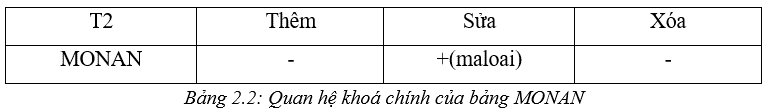 T2 Thêm Sửa Xóa
MONAN - +(maloai) -
Bảng 2.2: Quan hệ khoá chính của bảng MONAN